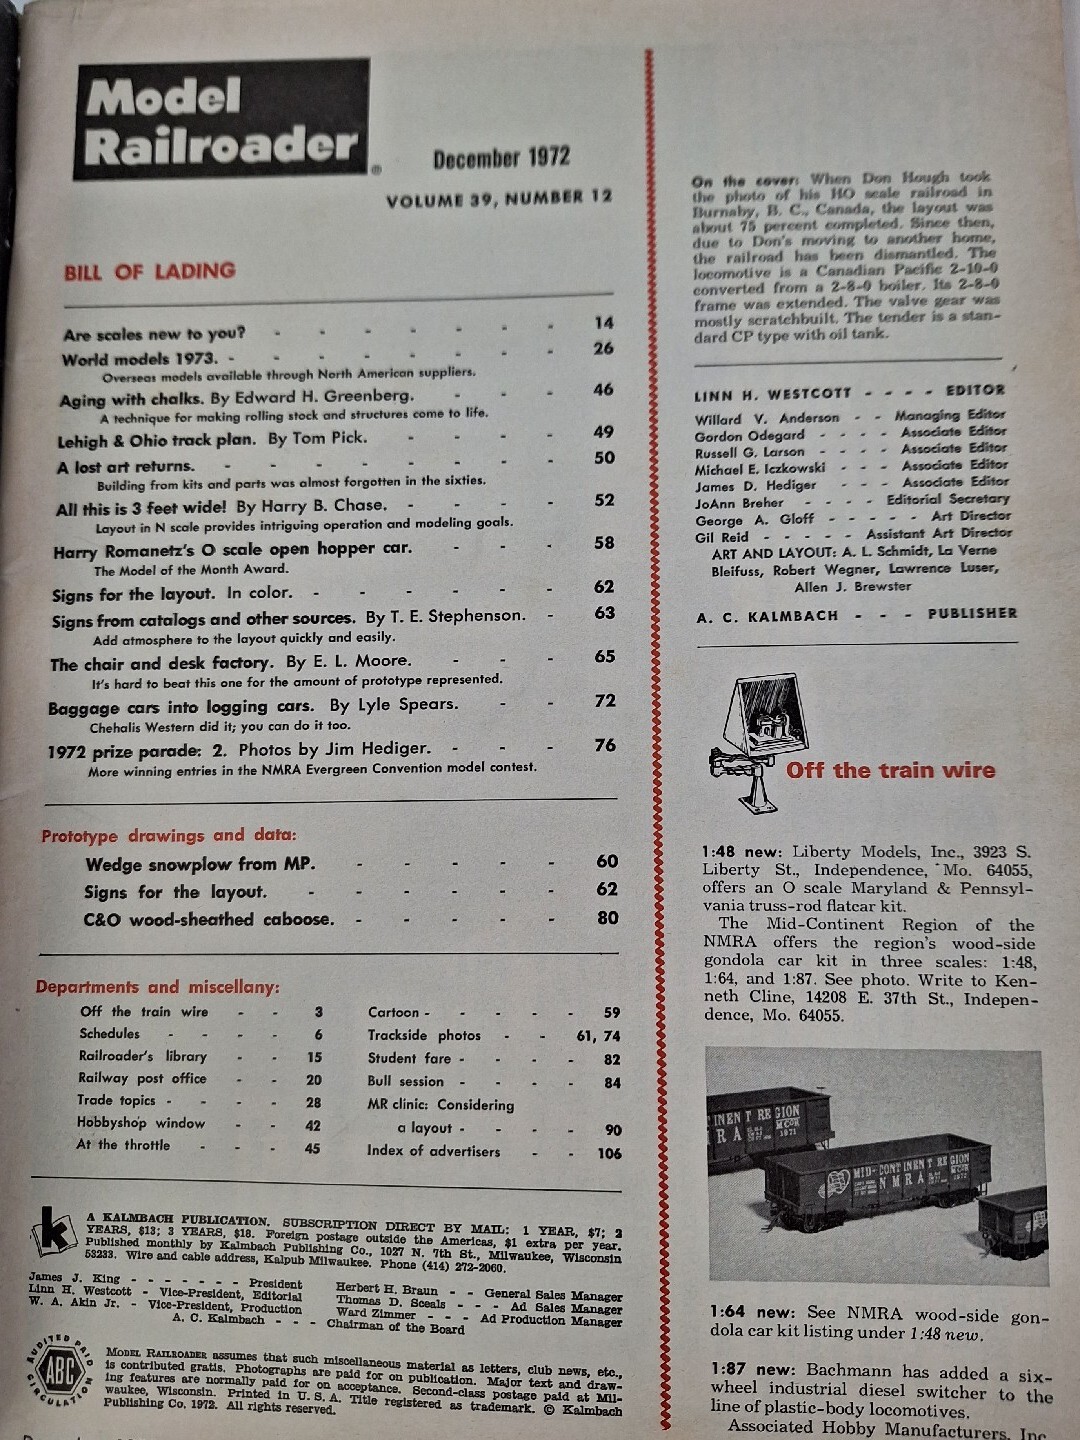 Model
Railroader®
December 1972
VOLUME 39, NUMBER 12
BILL OF LADING
Are scales new to you? - - - - - - - 14
World models 1973. - - - - - - - - 26
Overseas models available through North American suppliers.
Aging with chalks. By Edward H. Greenberg. - - - 46
A technique for making rolling stock and structures come to life.
Lehigh & Ohio track plan. By Tom Pick. - - - - 49
A lost art returns. - - - - - - - - 50
Building from kits and parts was almost forgotten in the sixties.
All this is 3 feet wide! By Harry B. Chase. - - - - 52
Layout in N scale provides intriguing operation and modeling goals.
Harry Romanetz's O scale open hopper car. - - - 58
The Model of the Month Award.
Signs for the layout. In color. - - - - - - 62
Signs from catalogs and other sources. By T. E. Stephenson. - 63
Add atmosphere to the layout quickly and easily.
The chair and desk factory. By E. L. Moore. - - - 65
It's hard to beat this one for the amount of prototype represented.
Baggage cars into logging cars. By Lyle Spears. - - 72
Chehalis Western did it; you can do it too.
1972 prize parade: 2. Photos by Jim Hediger. - - - 76
More winning entries in the NMRA Evergreen Convention model contest.
Prototype drawings and data:
Wedge snowplow from MP. - - - - - 60
Signs for the layout. - - - - - - 62
C&O wood-sheathed caboose. - - - - - 80
Departments and miscellany:
Off the train wire - - 3
Schedules - - - - 6
Railroader's library - - 15
Railway post office - - 20
Trade topics - - - - 28
Hobbyshop window - - 42
At the throttle - - - 45
Cartoon - - - - - 59
Trackside photos - - 61, 74
Student fare - - - - 82
Bull session - - - - 84
MR clinic: Considering
a layout - - - - 90
Index of advertisers - - 106
k
A KALMBACH PUBLICATION. SUBSCRIPTION DIRECT BY MAIL: 1 YEAR, $7; 2
YEARS, $13; 3 YEARS, $18. Foreign postage outside the Americas, $1 extra per year.
Published monthly by Kalmbach Publishing Co., 1027 N. 7th St., Milwaukee, Wisconsin
53233. Wire and cable address, Kalpub Milwaukee. Phone (414) 272-2060.
James J. King - - - - - - - President
Linn H. Westcott - Vice-President, Editorial
W. A. Akin Jr. - Vice-President, Production
Herbert H. Braun - - General Sales Manager
Thomas D. Sceals - - - Ad Sales Manager
Ward Zimmer - - - Ad Production Manager
A. C. Kalmbach - - - Chairman of the Board
AUDITED PAID
ABC
CIRCULATION
MODEL RAILROADER assumes that such miscellaneous material as letters, club news, etc.,
is contributed gratis. Photographs are paid for on publication. Major text and draw-
ing features are normally paid for on acceptance. Second-class postage paid at Mil-
waukee, Wisconsin. Printed in U. S. A. Title registered as trademark. © Kalmbach
Publishing Co, 1972. All rights reserved.
On the cover: When Don Hough took
the photo of his HO scale railroad in
Burnaby, B. C., Canada, the layout was
about 75 percent completed. Since then,
due to Don's moving to another home,
the railroad has been dismantled. The
locomotive is a Canadian Pacific 2-10-0
converted from a 2-8-0 boiler. Its 2-8-0
frame was extended. The valve gear was
mostly scratchbuilt. The tender is a stan-
dard CP type with oil tank.
LINN H. WESTCOTT - - - - EDITOR
Willard V. Anderson - - Managing Editor
Gordon Odegard - - - - Associate Editor
Russell G. Larson - - - - Associate Editor
Michael E. Iczkowski - - - Associate Editor
James D. Hediger - - - Associate Editor
JoAnn Breher - - - - Editorial Secretary
George A. Gloff - - - - - Art Director
Gil Reid - - - - - Assistant Art Director
ART AND LAYOUT: A. L. Schmidt, La Verne
Bleifuss, Robert Wegner, Lawrence Luser,
Allen J. Brewster
A. C. KALMBACH - - - PUBLISHER
Off the train wire
1:48 new: Liberty Models, Inc., 3923 S.
Liberty St., Independence, Mo. 64055,
offers an O scale Maryland & Pennsyl-
vania truss-rod flatcar kit.
The Mid-Continent Region of the
NMRA offers the region's wood-side
gondola car kit in three scales: 1:48,
1:64, and 1:87. See photo. Write to Ken-
neth Cline, 14208 E. 37th St., Indepen-
dence, Mo. 64055.
INENT REGION
RA MCOR
1971
MID-CONTINENT REGION
NMRA MCOR
1972
1:64 new: See NMRA wood-side gon-
dola car kit listing under 1:48 new.
1:87 new: Bachmann has added a six-
wheel industrial diesel switcher to the
line of plastic-body locomotives.
Associated Hobby Manufacturers, Inc